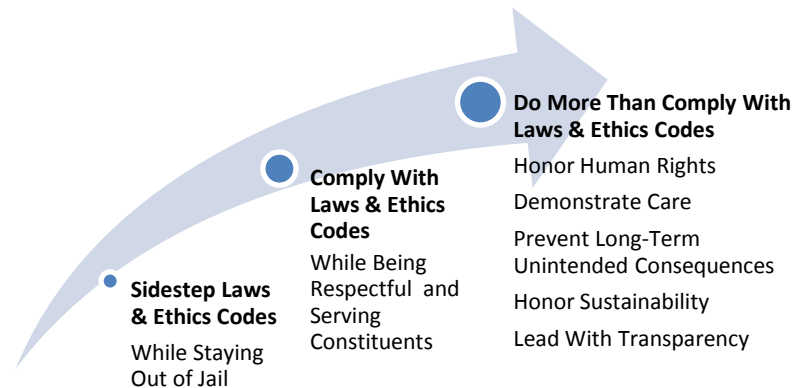 Sidestep Laws
& Ethics Codes
While Staying
Out of Jail
Comply With
Laws & Ethics
Codes
While Being
Respectful and
Serving
Constituents
Do More Than Comply With
Laws & Ethics Codes
Honor Human Rights
Demonstrate Care
Prevent Long-Term
Unintended Consequences
Honor Sustainability
Lead With Transparency